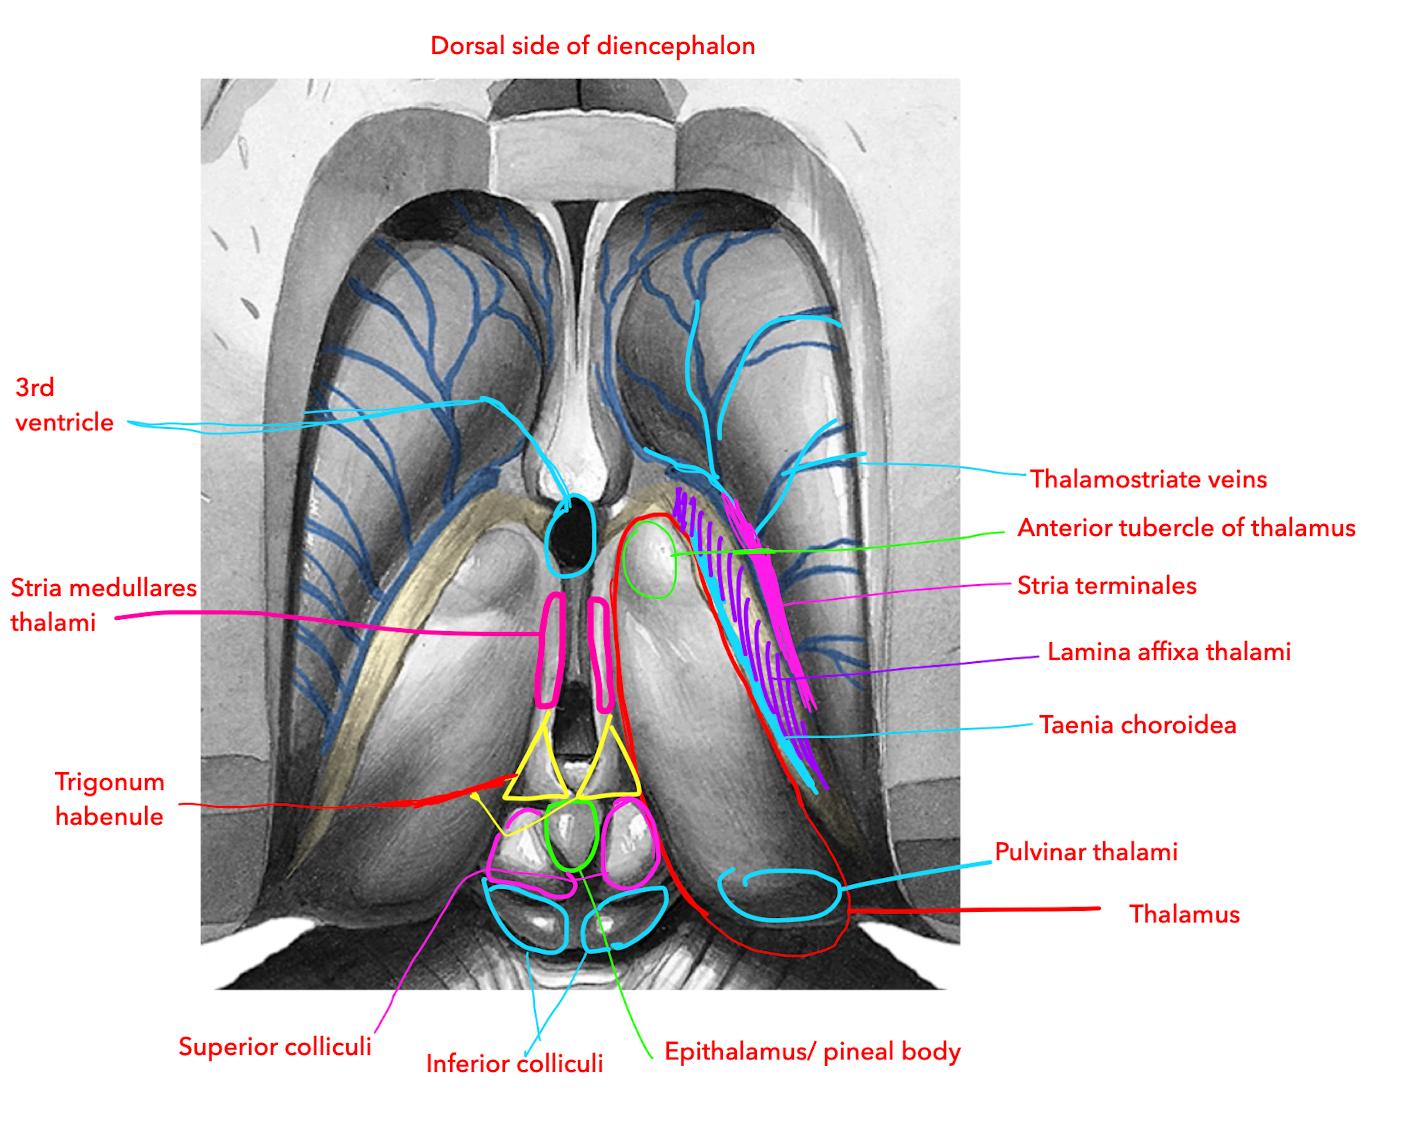 Dorsal side of diencephalon
3rd
ventricle
Thalamostriate veins
Anterior tubercle of thalamus
Stria medullares
thalami
Stria terminales
Lamina affixa thalami
Taenia choroidea
Trigonum
habenule
Pulvinar thalami
Thalamus
Superior colliculi
Inferior colliculi
Epithalamus/ pineal body